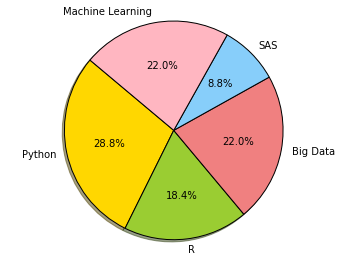 Machine Learning
SAS
22.0%
8.8%
28.8%
22.0%
Python
Big Data
18.4%
R